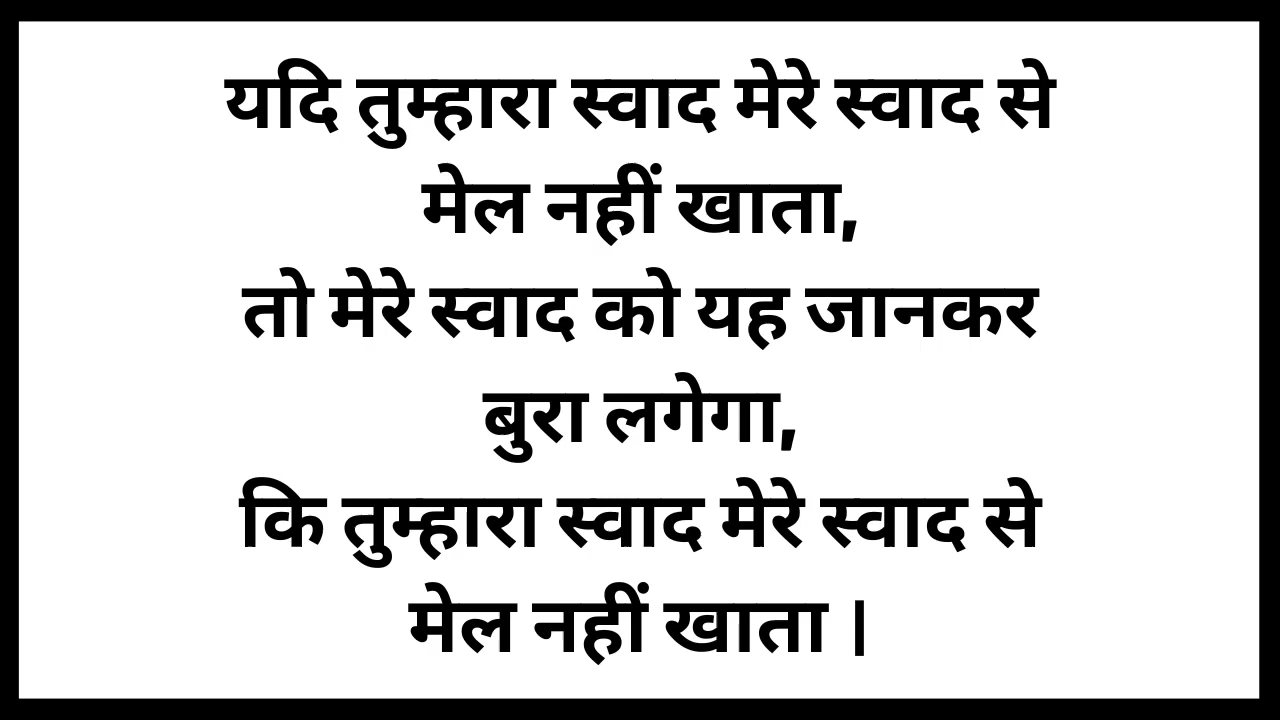 यदि तुम्हारा स्वाद मेरे स्वाद से
मेल नहीं खाता,
तो मेरे स्वाद को यह जानकर
बुरा लगेगा,
कि तुम्हारा स्वाद मेरे स्वाद से
मेल नहीं खाता |